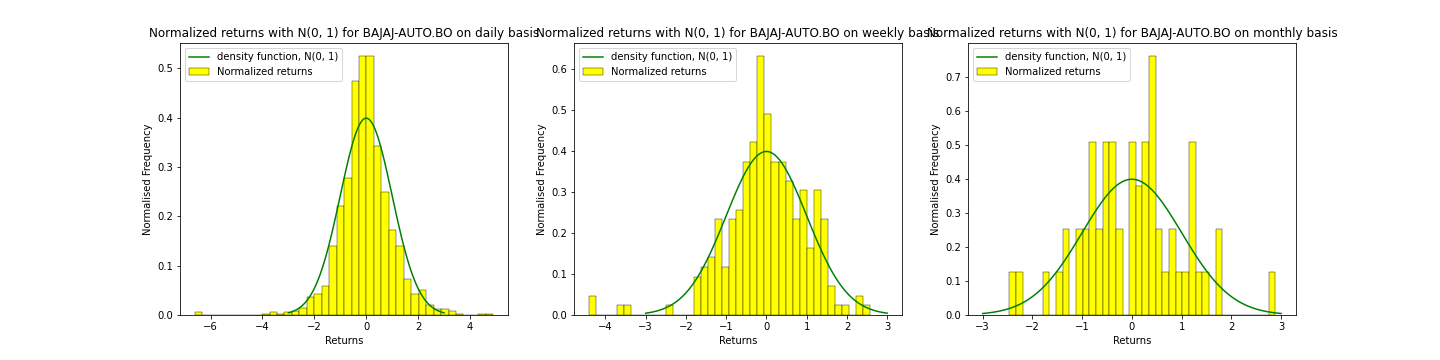 Normalized returns with N(0, 1) for BAJAJ-AUTO.BO on daily basis
density function, N(0, 1)
Normalized returns
Normalised Frequency
0.5
0.4
0.3
0.2
0.1
0.0
−6
−4
−2
0
2
4
Returns
Normalized returns with N(0, 1) for BAJAJ-AUTO.BO on weekly basis
density function, N(0, 1)
Normalized returns
Normalised Frequency
0.6
0.5
0.4
0.3
0.2
0.1
0.0
−4
−3
−2
−1
0
1
2
3
Returns
Normalized returns with N(0, 1) for BAJAJ-AUTO.BO on monthly basis
density function, N(0, 1)
Normalized returns
Normalised Frequency
0.7
0.6
0.5
0.4
0.3
0.2
0.1
0.0
−3
−2
−1
0
1
2
3
Returns